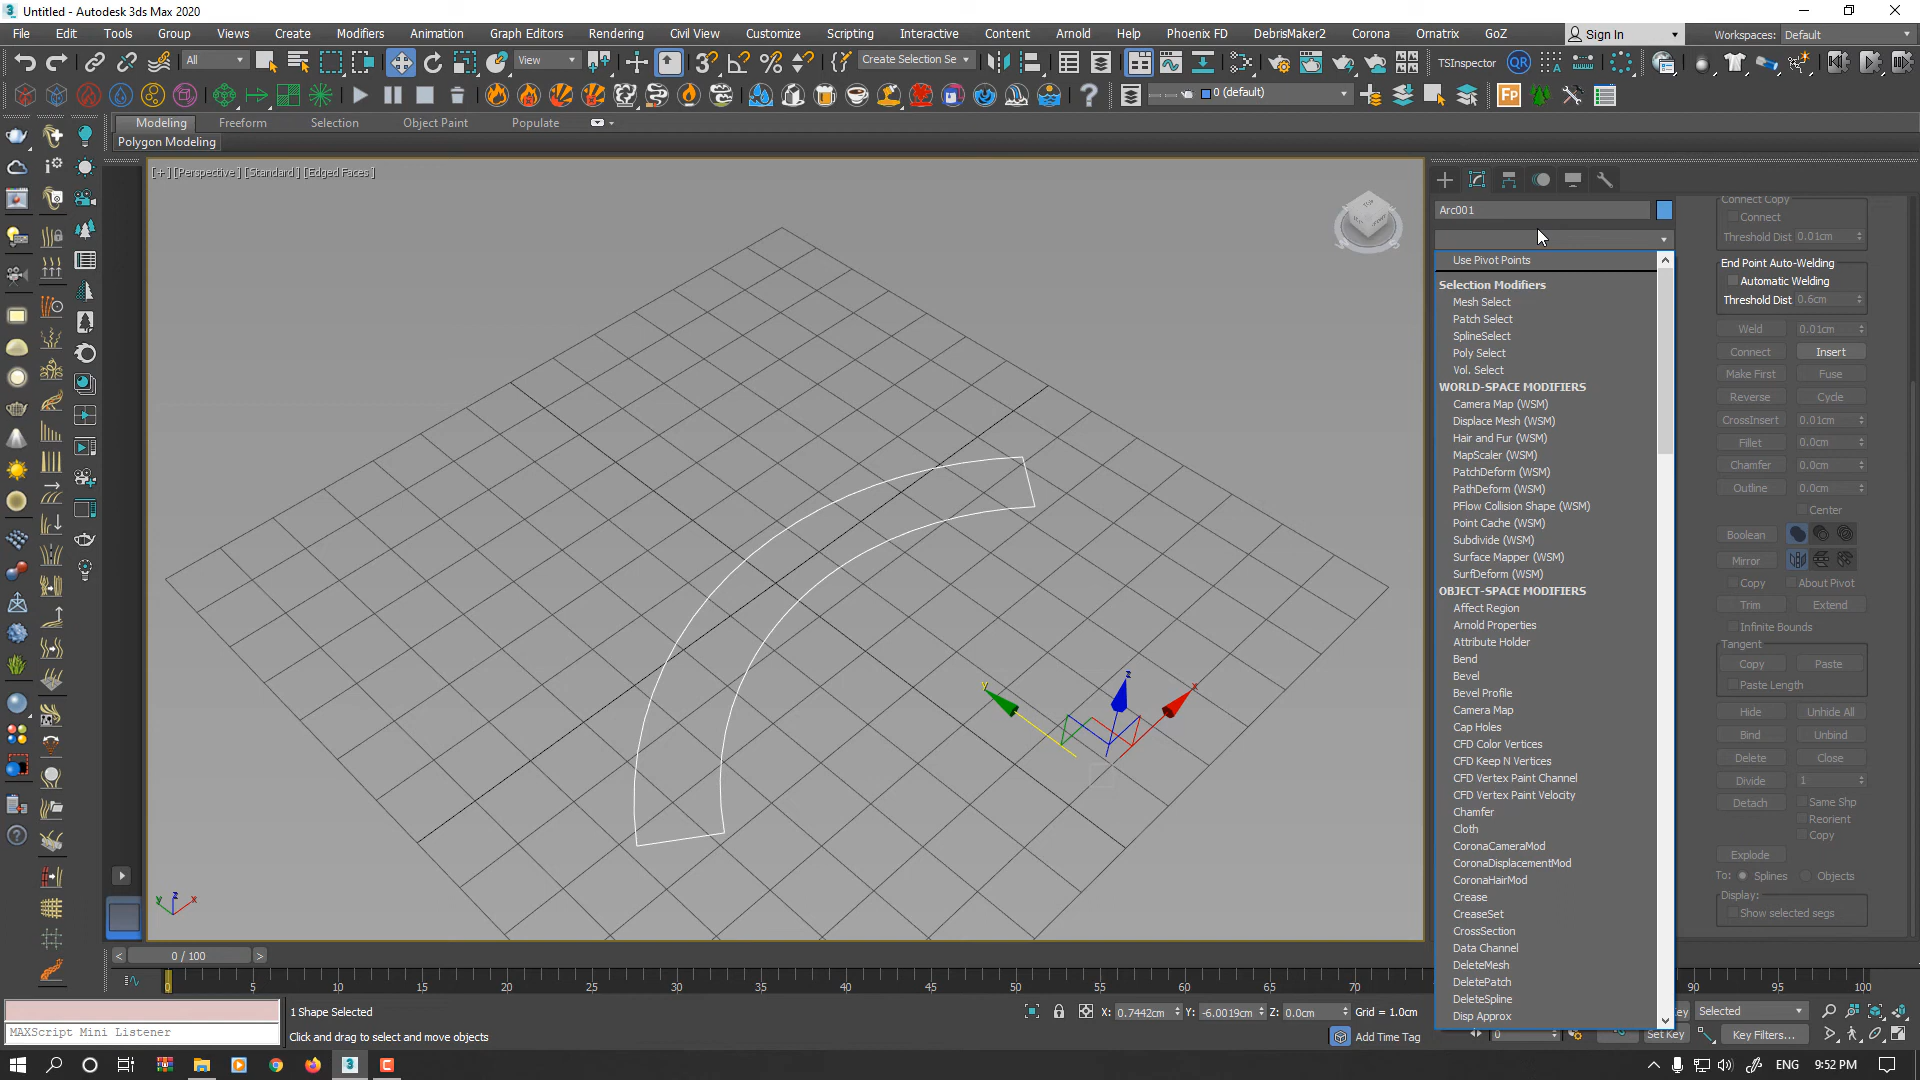 Untitled - Autodesk 3ds Max 2020
File Edit Tools Group Views Create Modifiers Animation Graph Editors Rendering Civil View Customize Scripting Interactive Content Arnold Help Phoenix FD DebrisMaker2 Corona Ornatrix GoZ Sign In Workspaces: Default
All View Create Selection Se TSInspector QR
0 (default) FP
Modeling Freeform Selection Object Paint Populate
Polygon Modeling
[+] [Perspective] [Standard] [Edged Faces]
Arc001
Use Pivot Points
Selection Modifiers
Mesh Select
Patch Select
SplineSelect
Poly Select
Vol. Select
WORLD-SPACE MODIFIERS
Camera Map (WSM)
Displace Mesh (WSM)
Hair and Fur (WSM)
MapScaler (WSM)
PatchDeform (WSM)
PathDeform (WSM)
PFlow Collision Shape (WSM)
Point Cache (WSM)
Subdivide (WSM)
Surface Mapper (WSM)
SurfDeform (WSM)
OBJECT-SPACE MODIFIERS
Affect Region
Arnold Properties
Attribute Holder
Bend
Bevel
Bevel Profile
Camera Map
Cap Holes
CFD Color Vertices
CFD Keep N Vertices
CFD Vertex Paint Channel
CFD Vertex Paint Velocity
Chamfer
Cloth
CoronaCameraMod
CoronaDisplacementMod
CoronaHairMod
Crease
CreaseSet
CrossSection
Data Channel
DeleteMesh
DeletePatch
DeleteSpline
Disp Approx
Connect Copy
Connect
Threshold Dist 0.01cm
End Point Auto-Welding
Automatic Welding
Threshold Dist 0.6cm
Weld 0.01cm
Connect Insert
Make First Fuse
Reverse Cycle
CrossInsert 0.01cm
Fillet 0.0cm
Chamfer 0.0cm
Outline 0.0cm
Center
Boolean
Mirror
Copy About Pivot
Trim Extend
Infinite Bounds
Tangent
Copy Paste
Paste Length
Hide Unhide All
Bind Unbind
Delete Close
Divide 1
Detach Same Shp
Reorient
Copy
Explode
To: Splines Objects
Display:
Show selected segs
y z x
y z x
< 0 / 100 >
0 5 10 15 20 25 30 35 40 45 50 55 60 65 70 75 90 95 100
1 Shape Selected X: 0.7442cm Y: -6.0019cm Z: 0.0cm Grid = 1.0cm Selected
MAXScript Mini Listener Click and drag to select and move objects Add Time Tag 0 Set Key Key Filters...
ENG 9:52 PM